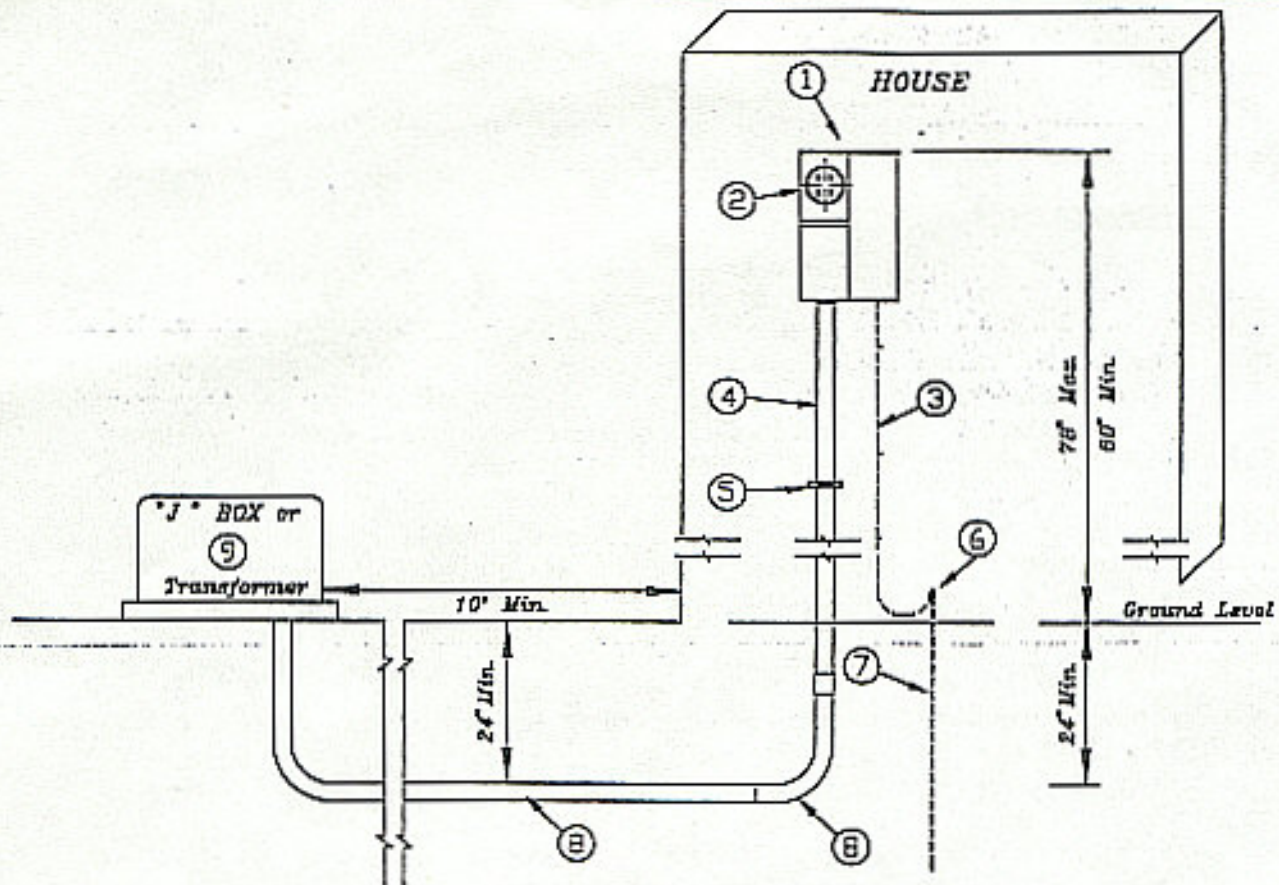 1
HOUSE
2
4
3
78" Max.
60" Min.
5
"J" BOX or
9
Transformer
10' Min.
6
Ground Level
24" Min.
7
24" Min.
8
8